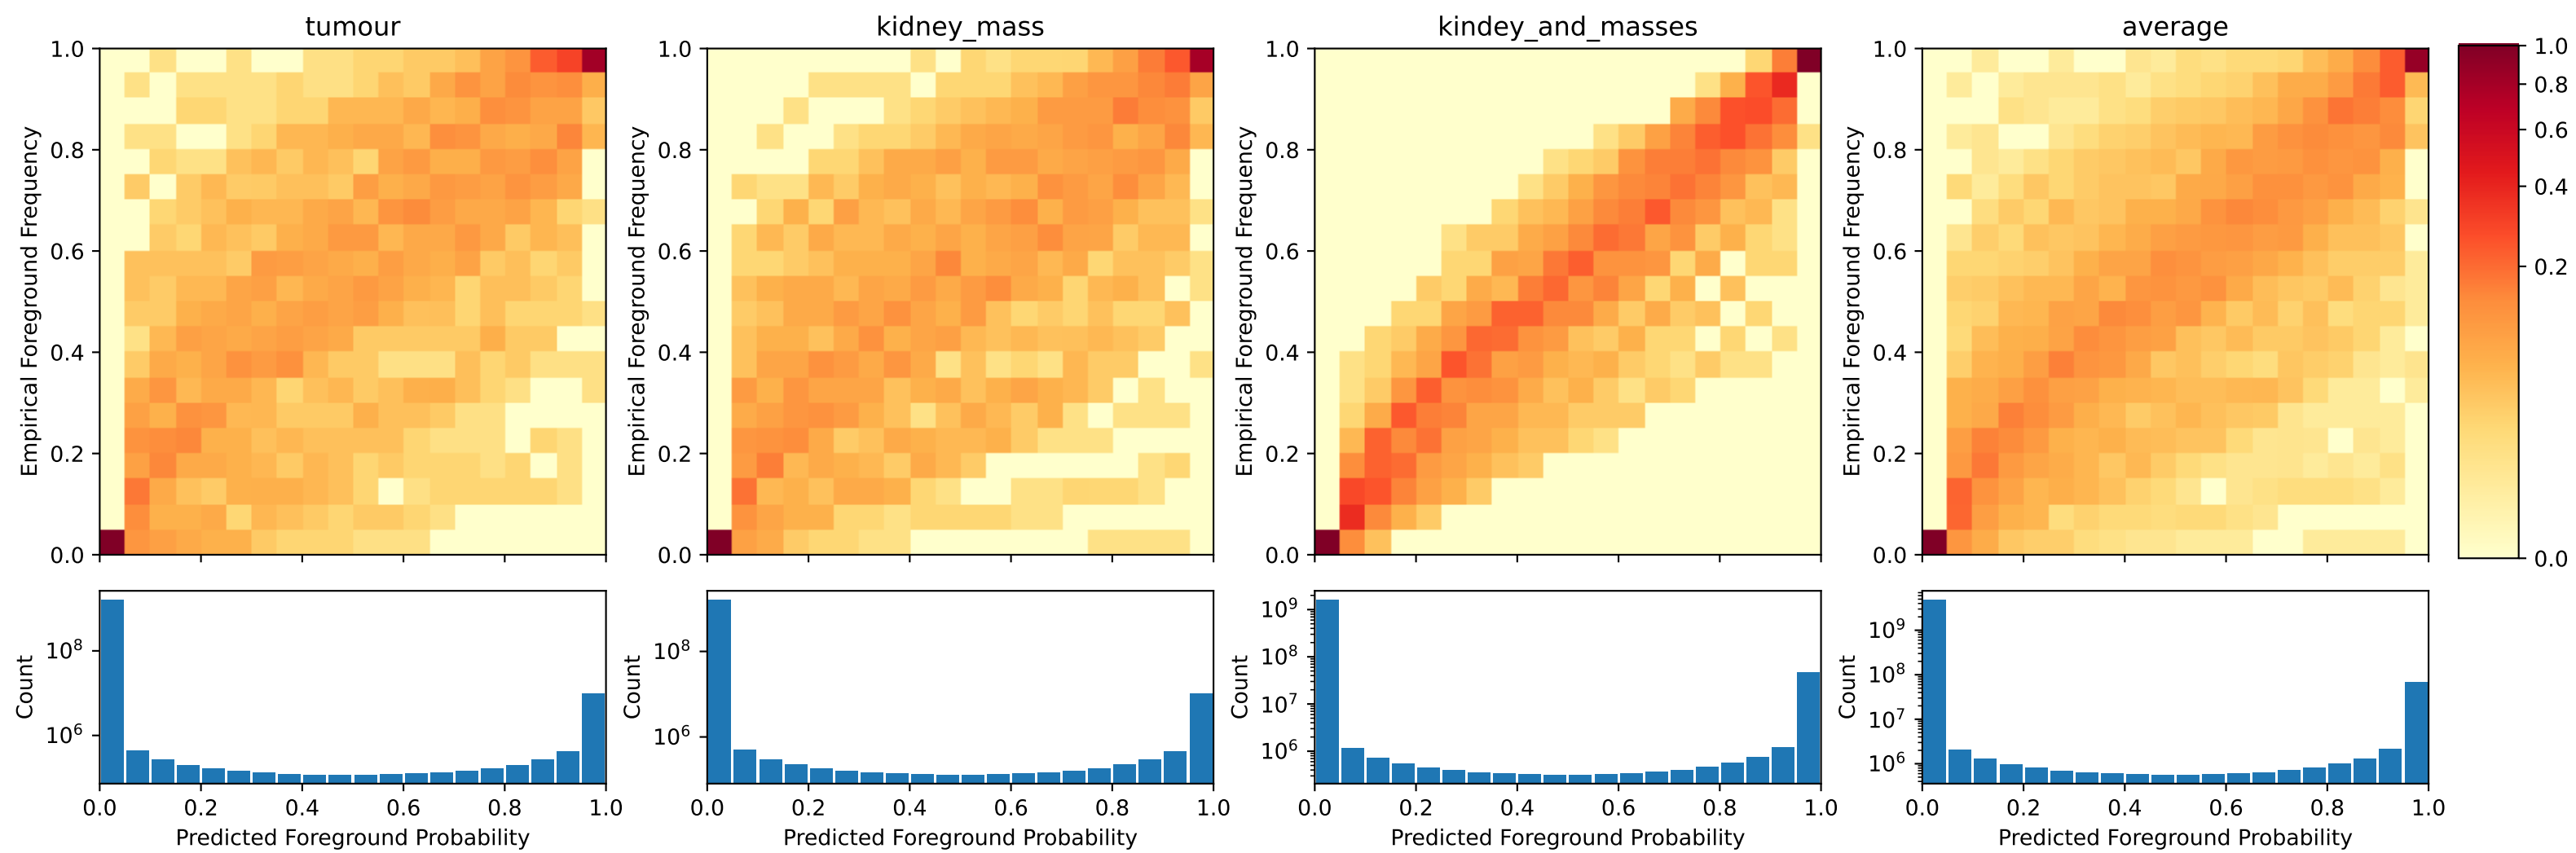 tumour kidney_mass kindey_and_masses average
Empirical Foreground Frequency
1.0
0.8
0.6
0.4
0.2
0.0
Empirical Foreground Frequency
1.0
0.8
0.6
0.4
0.2
0.0
Empirical Foreground Frequency
1.0
0.8
0.6
0.4
0.2
0.0
Empirical Foreground Frequency
1.0
0.8
0.6
0.4
0.2
0.0
1.0
0.8
0.6
0.4
0.2
0.0
Count
10⁸
10⁶
0.0 0.2 0.4 0.6 0.8 1.0
Predicted Foreground Probability
Count
10⁸
10⁶
0.0 0.2 0.4 0.6 0.8 1.0
Predicted Foreground Probability
Count
10⁹
10⁸
10⁷
10⁶
0.0 0.2 0.4 0.6 0.8 1.0
Predicted Foreground Probability
Count
10⁹
10⁸
10⁷
10⁶
0.0 0.2 0.4 0.6 0.8 1.0
Predicted Foreground Probability